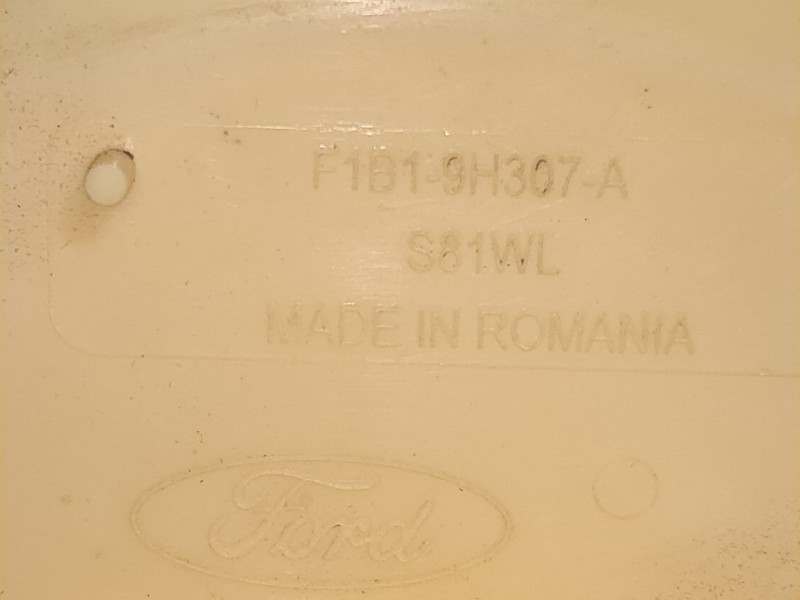 F1B1-9H307-A
S81WL
MADE IN ROMANIA
Ford